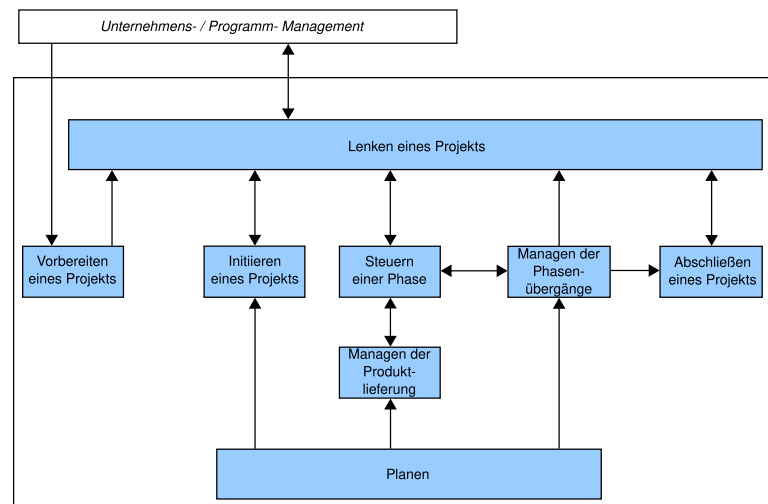 Unternehmens- / Programm- Management
Lenken eines Projekts
Vorbereiten
eines Projekts
Initiieren
eines Projekts
Steuern
einer Phase
Managen der
Phasen-
übergänge
Abschließen
eines Projekts
Managen der
Produkt-
lieferung
Planen